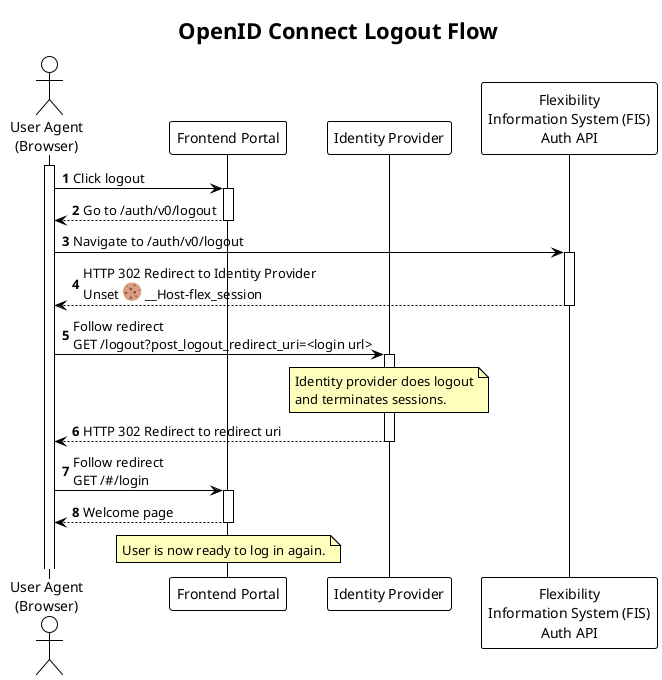 OpenID Connect Logout Flow
User Agent
(Browser)
Frontend Portal
Identity Provider
Flexibility
Information System (FIS)
Auth API
1 Click logout
2 Go to /auth/v0/logout
3 Navigate to /auth/v0/logout
4 HTTP 302 Redirect to Identity Provider
Unset 🍪 __Host-flex_session
5 Follow redirect
GET /logout?post_logout_redirect_uri=<login url>
Identity provider does logout
and terminates sessions.
6 HTTP 302 Redirect to redirect uri
7 Follow redirect
GET /#/login
8 Welcome page
User is now ready to log in again.
User Agent
(Browser)
Frontend Portal
Identity Provider
Flexibility
Information System (FIS)
Auth API